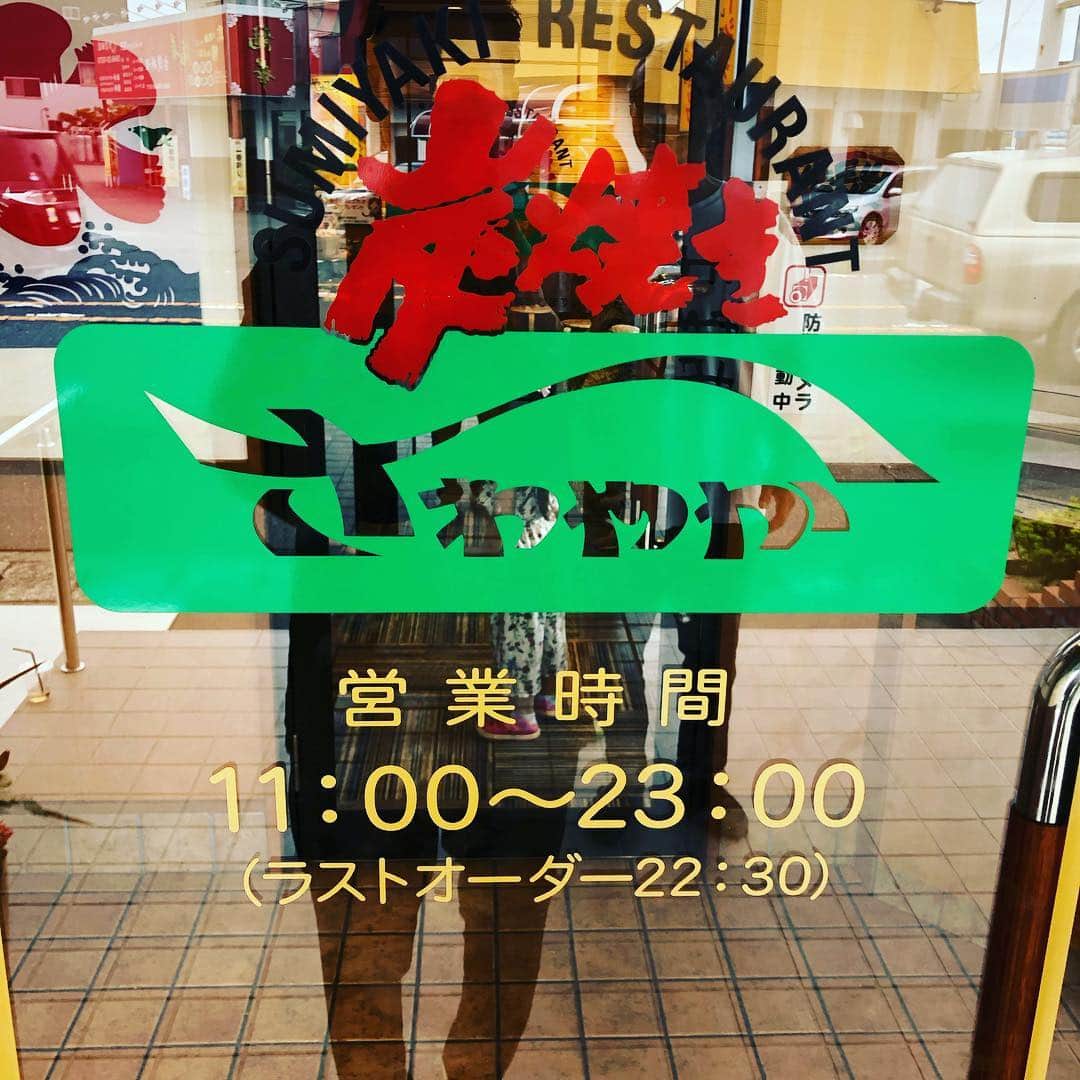 SUMIYAKI RESTAURANT
炭焼き
さわやか
営業時間
11:00〜23:00
(ラストオーダー22:30)